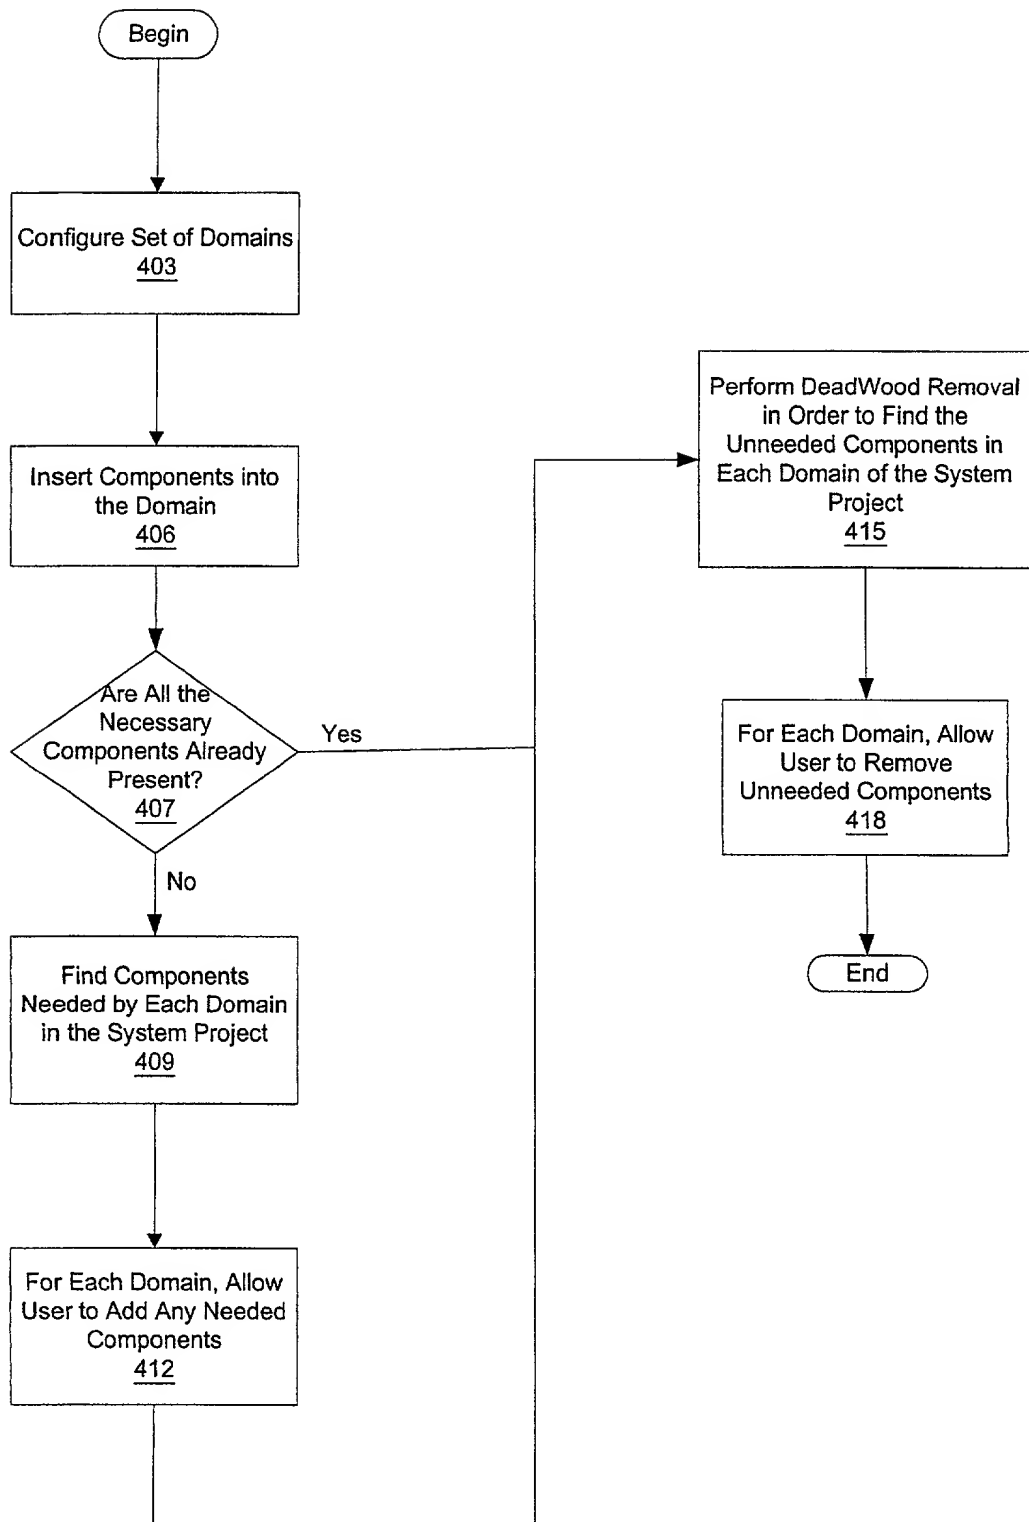 Begin
Configure Set of Domains
403
Insert Components into
the Domain
406
Are All the
Necessary
Components Already
Present?
407
Yes
No
Find Components
Needed by Each Domain
in the System Project
409
For Each Domain, Allow
User to Add Any Needed
Components
412
Perform DeadWood Removal
in Order to Find the
Unneeded Components in
Each Domain of the System
Project
415
For Each Domain, Allow
User to Remove
Unneeded Components
418
End